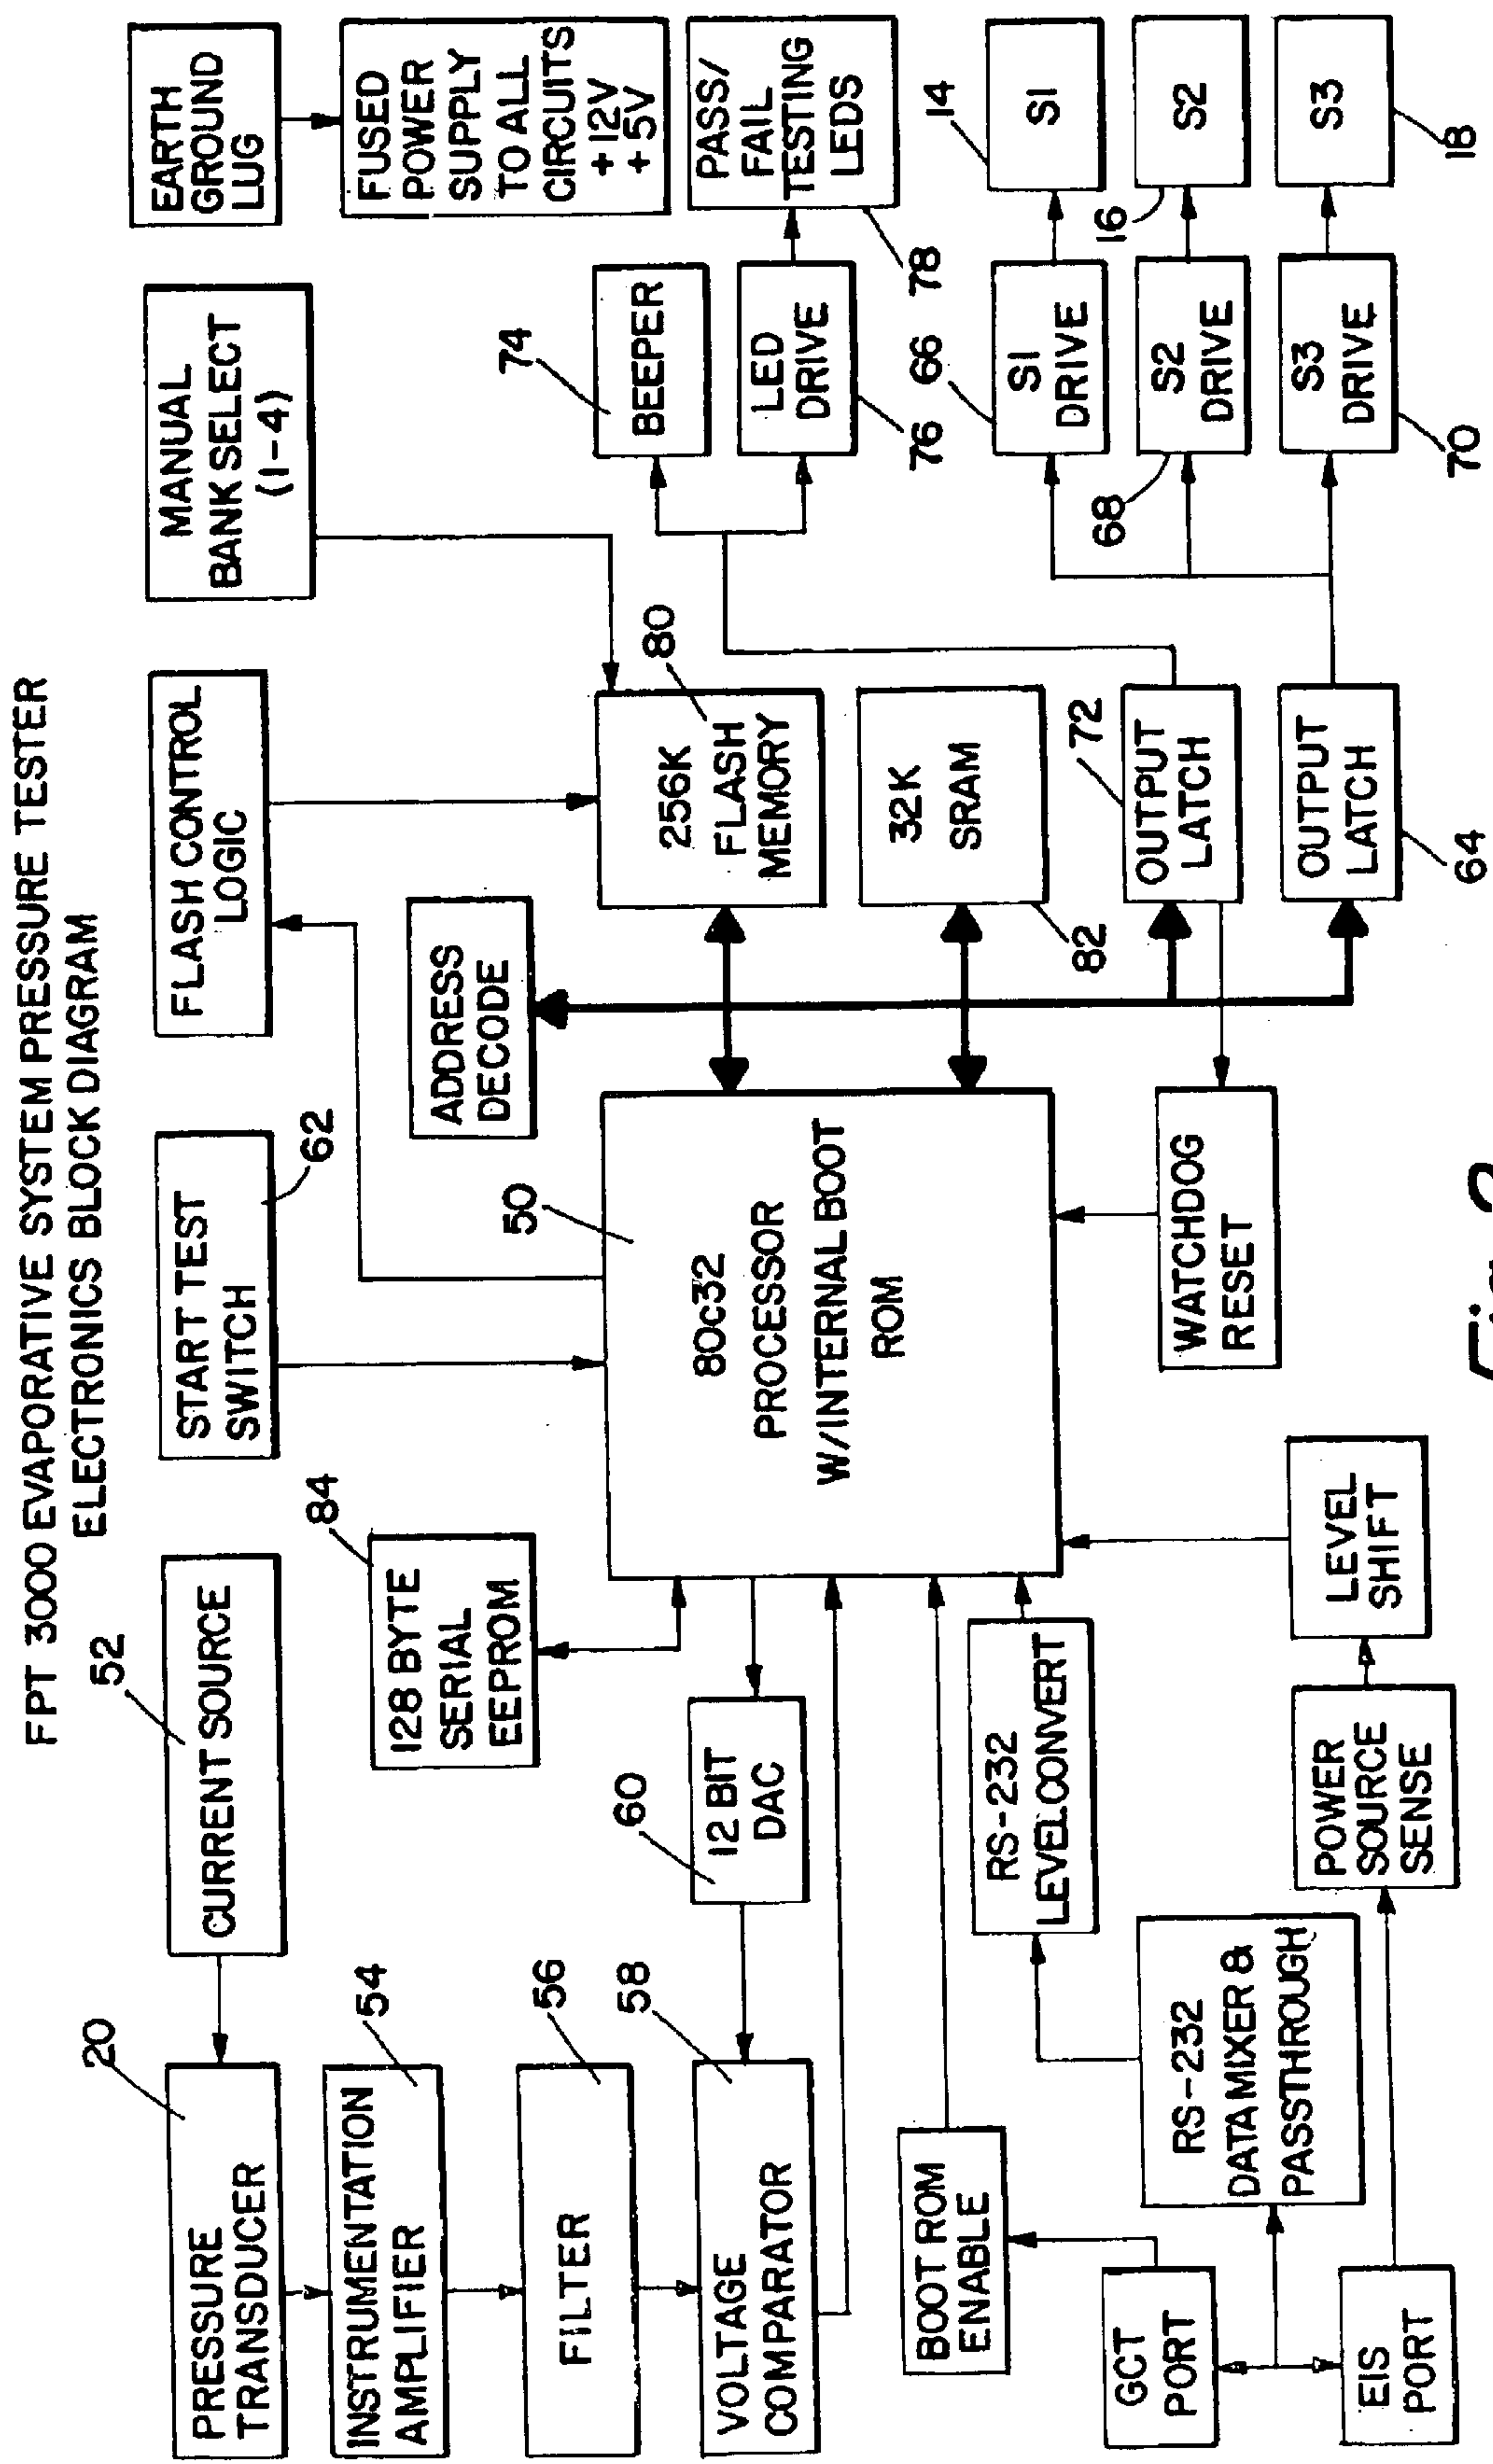 FPT 3000 EVAPORATIVE SYSTEM PRESSURE TESTER
ELECTRONICS BLOCK DIAGRAM
20
PRESSURE
TRANSDUCER
52
CURRENT SOURCE
START TEST
SWITCH
62
FLASH CONTROL
LOGIC
MANUAL
BANK SELECT
(1-4)
EARTH
GROUND
LUG
FUSED
POWER
SUPPLY
TO ALL
CIRCUITS
+12V
+5V
INSTRUMENTATION
AMPLIFIER
54
84
128 BYTE
SERIAL
EEPROM
ADDRESS
DECODE
FILTER
56
60
12 BIT
DAC
50
80c32
PROCESSOR
W/INTERNAL BOOT
ROM
256K
FLASH
MEMORY
80
74
BEEPER
PASS/
FAIL
TESTING
LEDS
78
LED
DRIVE
76
VOLTAGE
COMPARATOR
58
32K
SRAM
82
BOOT ROM
ENABLE
RS-232
LEVEL CONVERT
66
S1
DRIVE
14
S1
OUTPUT
LATCH
72
68
S2
DRIVE
16
S2
GCT
PORT
RS-232
DATA MIXER &
PASSTHROUGH
WATCHDOG
RESET
OUTPUT
LATCH
64
S3
DRIVE
70
S3
18
EIS
PORT
POWER
SOURCE
SENSE
LEVEL
SHIFT